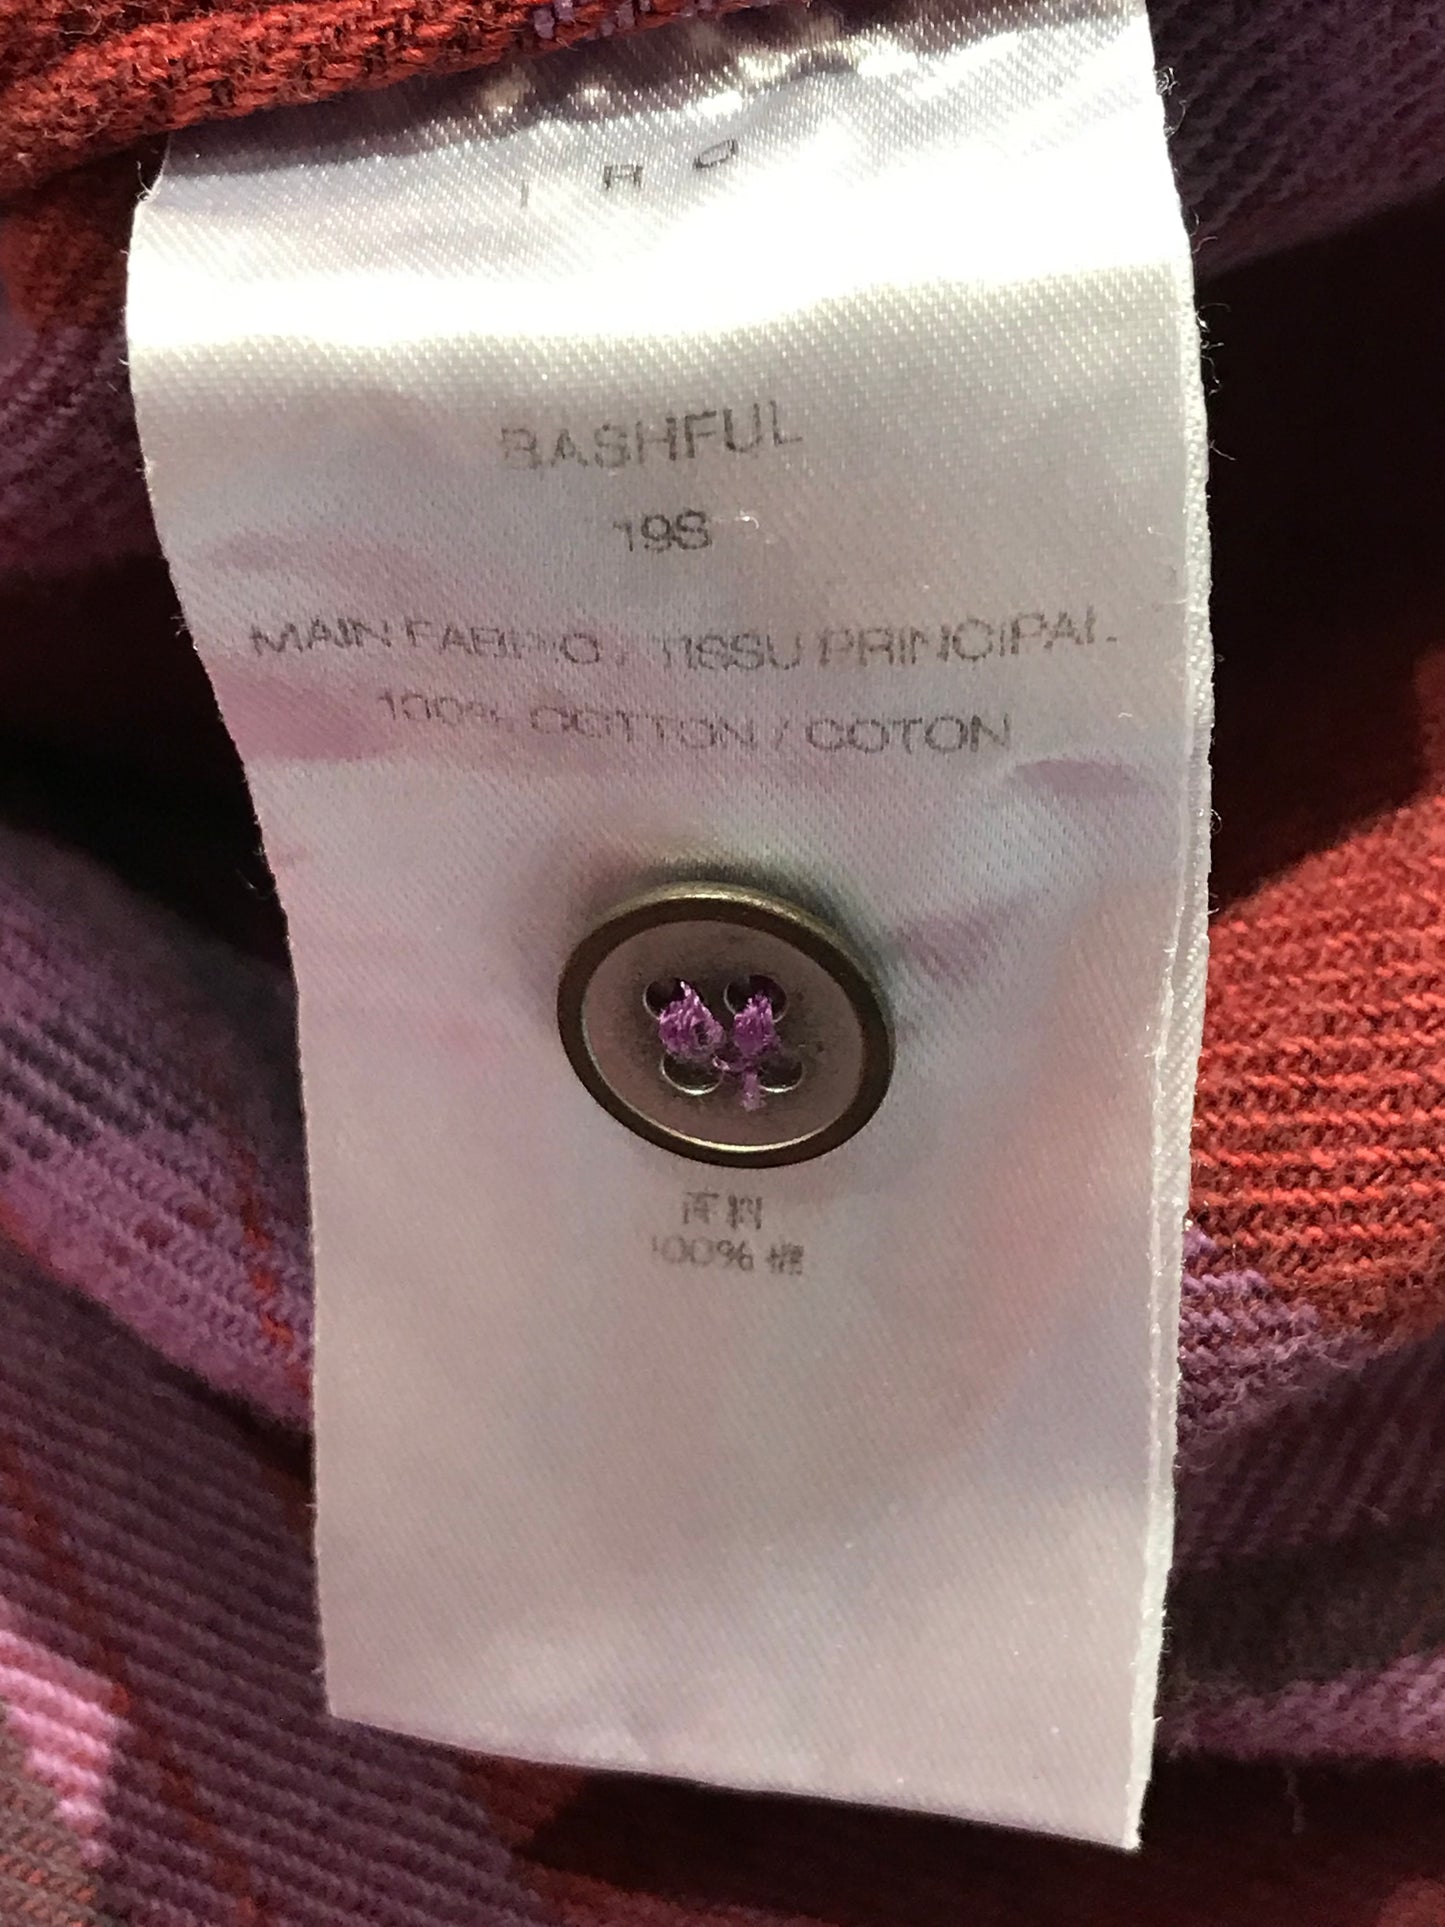 I R O
BASHFUL
19S
MAIN FABRIC / TISSU PRINCIPAL
100% COTTON / COTON
面料
100% 棉